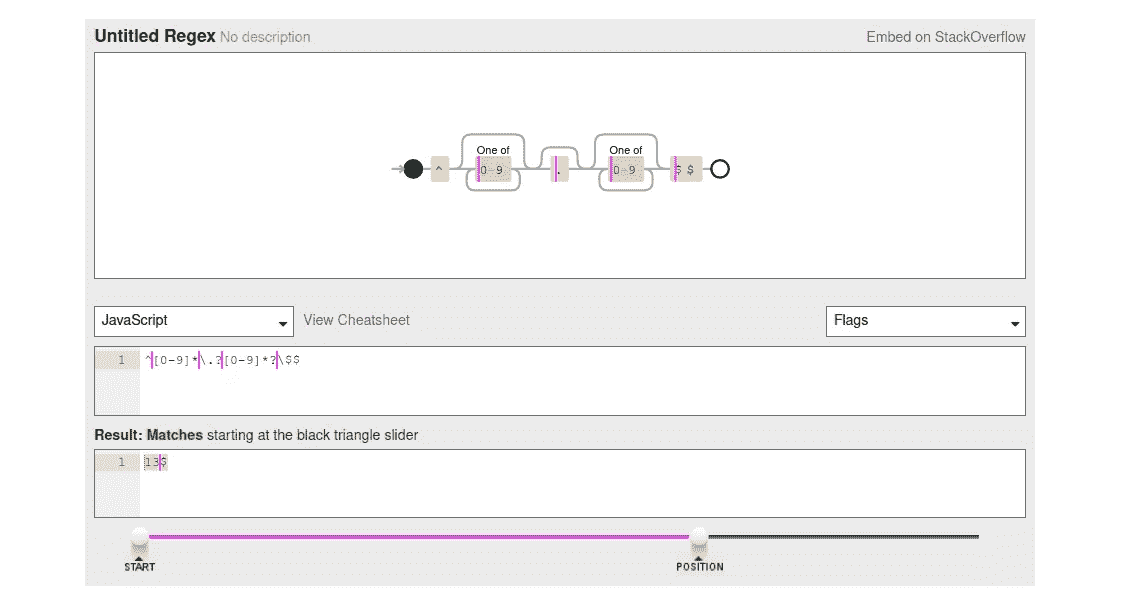 Untitled Regex No description Embed on StackOverflow
One of One of
^ 0-9 . 0-9 $ $
JavaScript View Cheatsheet Flags
1 ^[0-9]*\.?[0-9]*?\$$
Result: Matches starting at the black triangle slider
1 13$
START POSITION